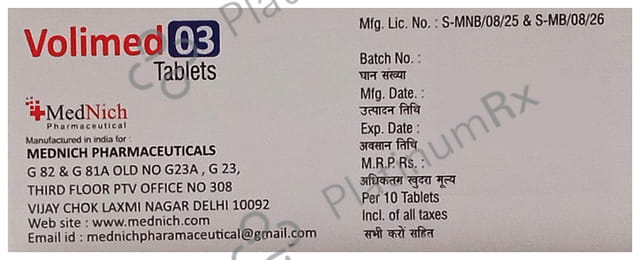 Volimed 03
Tablets
MedNich
Pharmaceutical
Manufactured in india for :
MEDNICH PHARMACEUTICALS
G 82 & G 81A OLD NO G23A , G 23,
THIRD FLOOR PTV OFFICE NO 308
VIJAY CHOK LAXMI NAGAR DELHI 10092
Web site : www.mednich.com
Email id : mednichpharamaceutical@gmail.com
Mfg. Lic. No. : S-MNB/08/25 & S-MB/08/26
Batch No. :
घान संख्या
Mfg. Date. :
उत्पादन तिथि
Exp. Date :
अवसान तिथि
M.R.P Rs. :
अधिकतम खुदरा मूल्य
Per 10 Tablets
Incl. of all taxes
सभी करों सहित
PlatinumRx